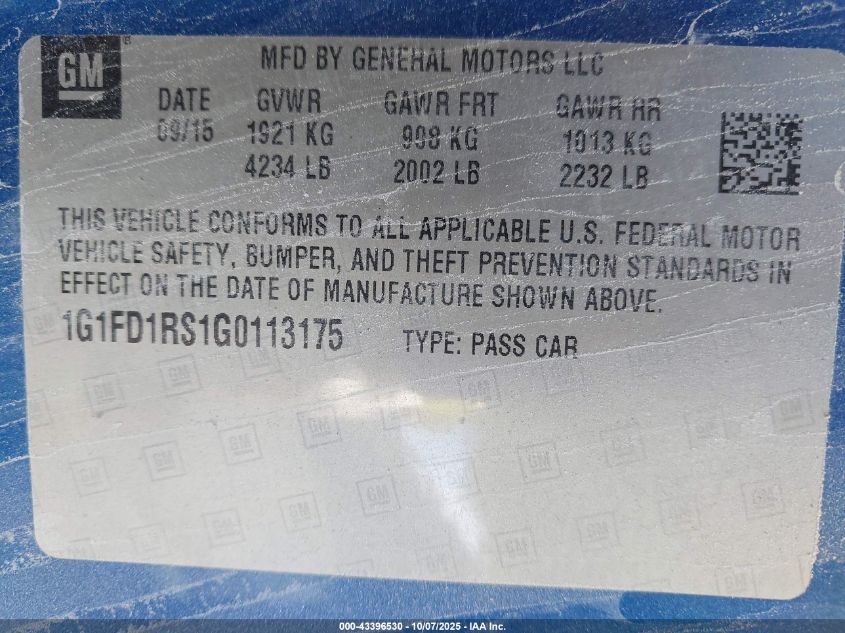 GM
MFD BY GENERAL MOTORS LLC
DATE GVWR GAWR FRT GAWR RR
09/15 1921 KG 908 KG 1013 KG
4234 LB 2002 LB 2232 LB
THIS VEHICLE CONFORMS TO ALL APPLICABLE U.S. FEDERAL MOTOR
VEHICLE SAFETY, BUMPER, AND THEFT PREVENTION STANDARDS IN
EFFECT ON THE DATE OF MANUFACTURE SHOWN ABOVE.
1G1FD1RS1G0113175 TYPE: PASS CAR
000-43396530 - 10/07/2025 - IAA Inc.